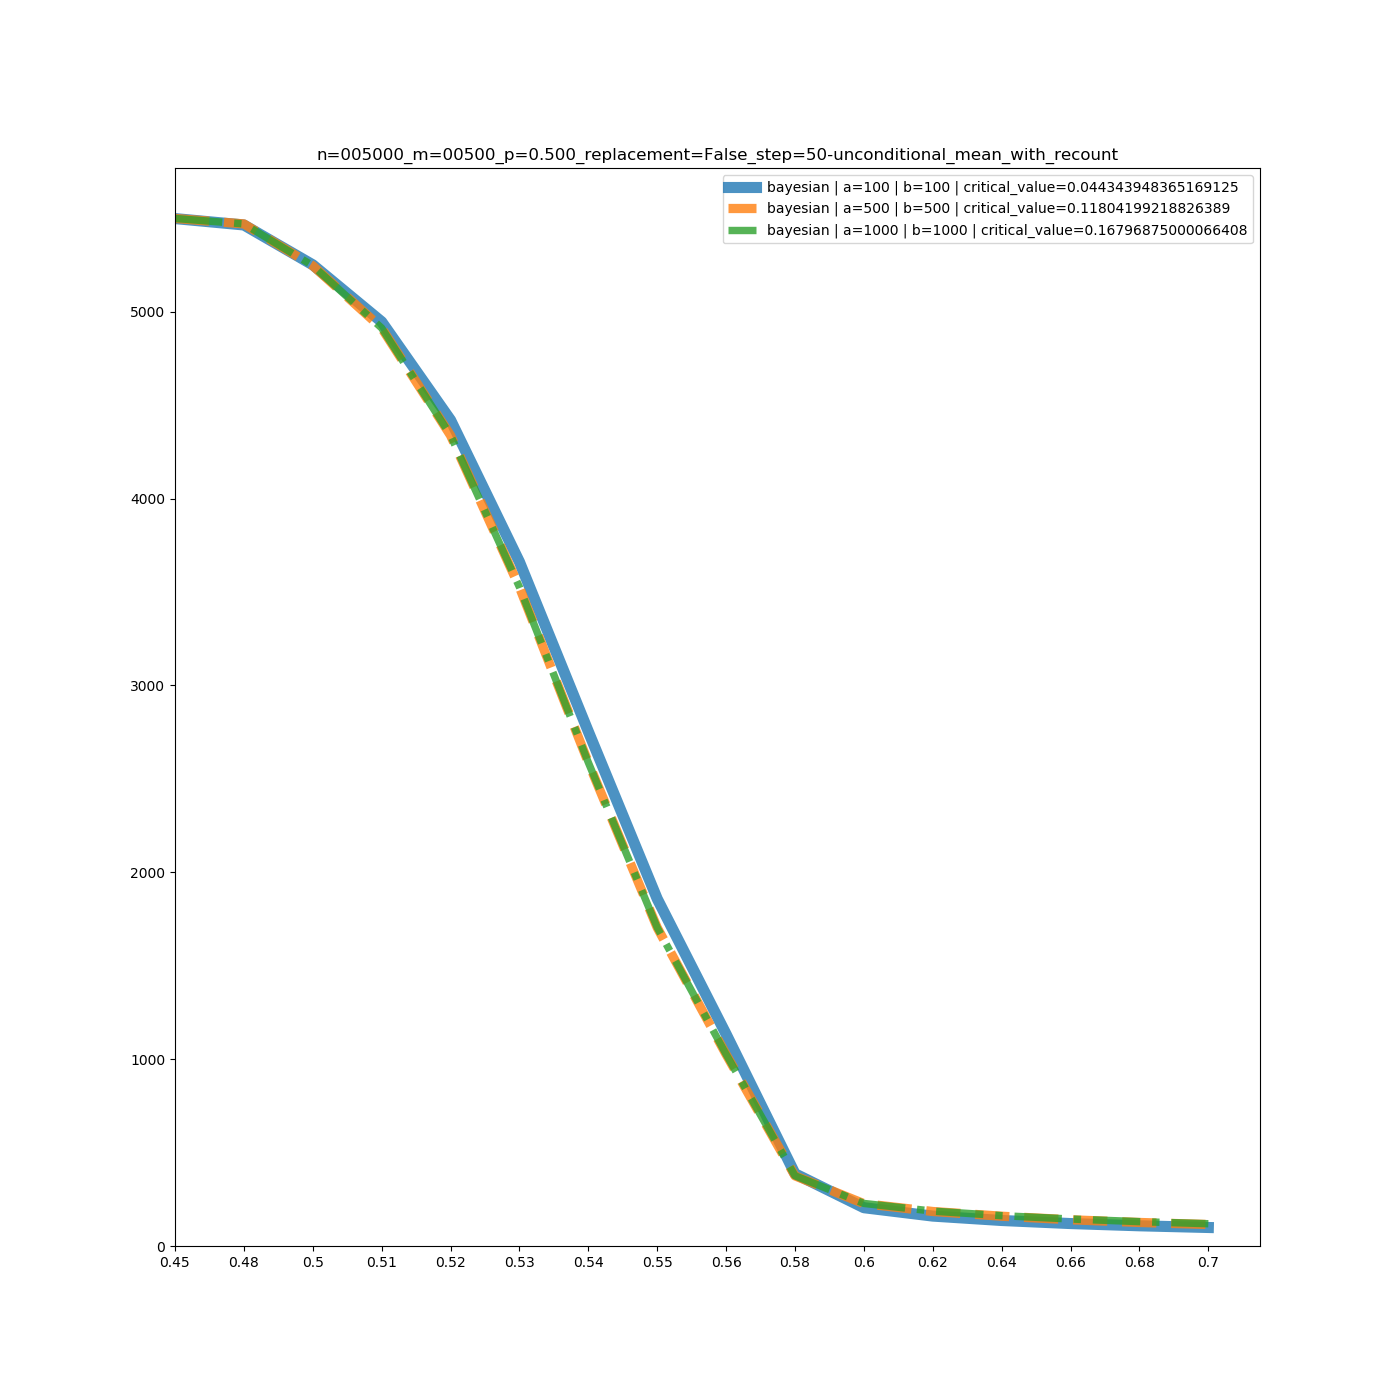 n=005000_m=00500_p=0.500_replacement=False_step=50-unconditional_mean_with_recount
bayesian | a=100 | b=100 | critical_value=0.044343948365169125
bayesian | a=500 | b=500 | critical_value=0.11804199218826389
bayesian | a=1000 | b=1000 | critical_value=0.16796875000066408
5000
4000
3000
2000
1000
0
0.45 0.48 0.5 0.51 0.52 0.53 0.54 0.55 0.56 0.58 0.6 0.62 0.64 0.66 0.68 0.7